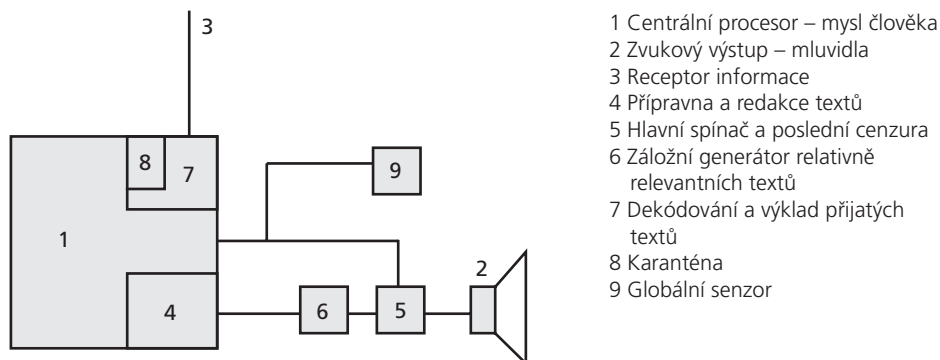 3
8
7
9
1
2
4
6
5
1 Centrální procesor – mysl člověka
2 Zvukový výstup – mluvidla
3 Receptor informace
4 Přípravna a redakce textů
5 Hlavní spínač a poslední cenzura
6 Záložní generátor relativně
relevantních textů
7 Dekódování a výklad přijatých
textů
8 Karanténa
9 Globální senzor